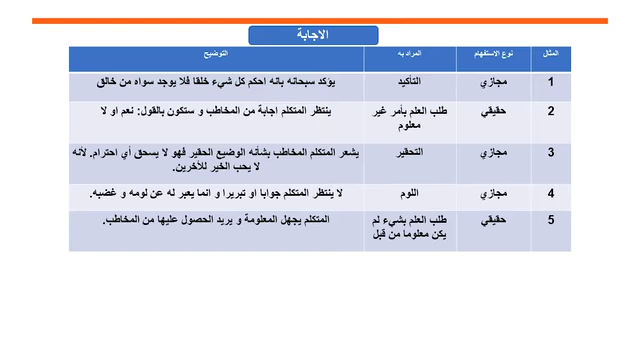 الاجابة
المثال نوع الاستفهام المراد به التوضيح
1 مجازي التأكيد يؤكد سبحانه بانه احكم كل شيء خلقا فلا يوجد سواه من خالق
2 حقيقي طلب العلم بأمر غير معلوم ينتظر المتكلم اجابة من المخاطب و ستكون بالقول: نعم او لا
3 مجازي التحقير يشعر المتكلم المخاطب بشأنه الوضيع الحقير فهو لا يسحق أي احترام. لأنه لا يحب الخير للأخرين.
4 مجازي اللوم لا ينتظر المتكلم جوابا او تبريرا و انما يعبر له عن لومه و غضبه.
5 حقيقي طلب العلم بشيء لم يكن معلوما من قبل المتكلم يجهل المعلومة و يريد الحصول عليها من المخاطب.